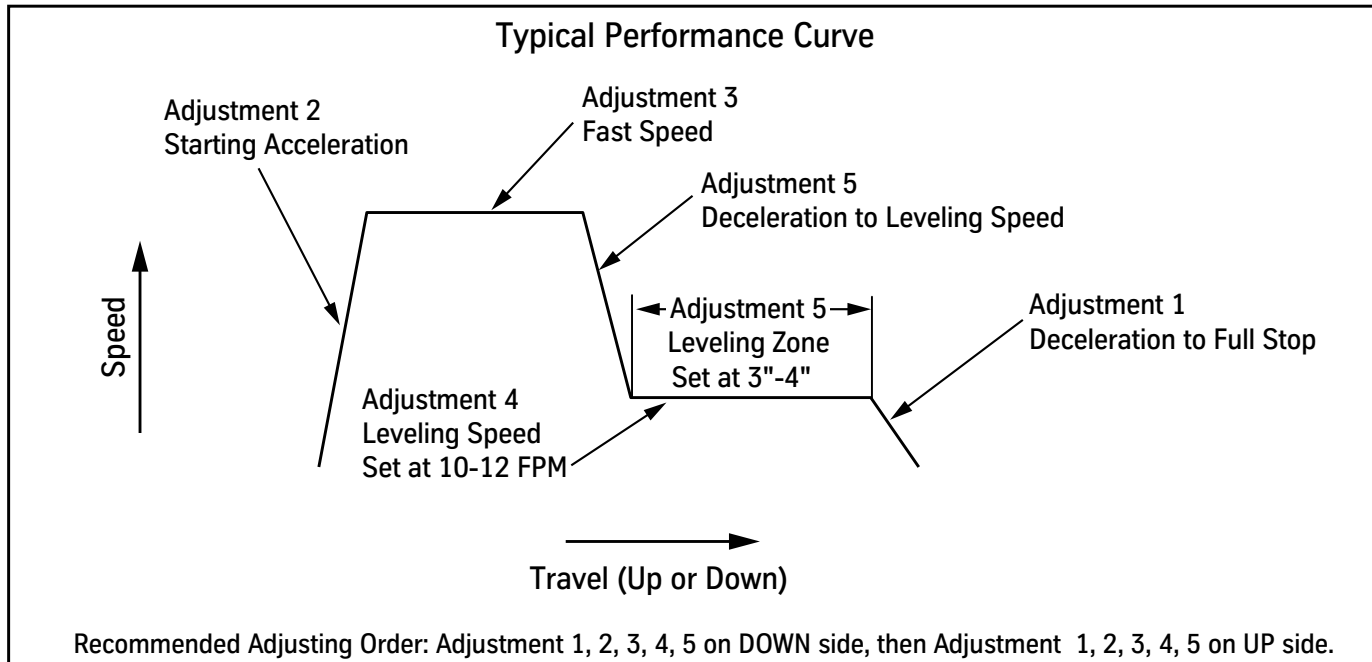 Typical Performance Curve
Adjustment 2
Starting Acceleration
Adjustment 3
Fast Speed
Adjustment 5
Deceleration to Leveling Speed
Speed
Adjustment 5
Leveling Zone
Set at 3"-4"
Adjustment 1
Deceleration to Full Stop
Adjustment 4
Leveling Speed
Set at 10-12 FPM
Travel (Up or Down)
Recommended Adjusting Order: Adjustment 1, 2, 3, 4, 5 on DOWN side, then Adjustment 1, 2, 3, 4, 5 on UP side.